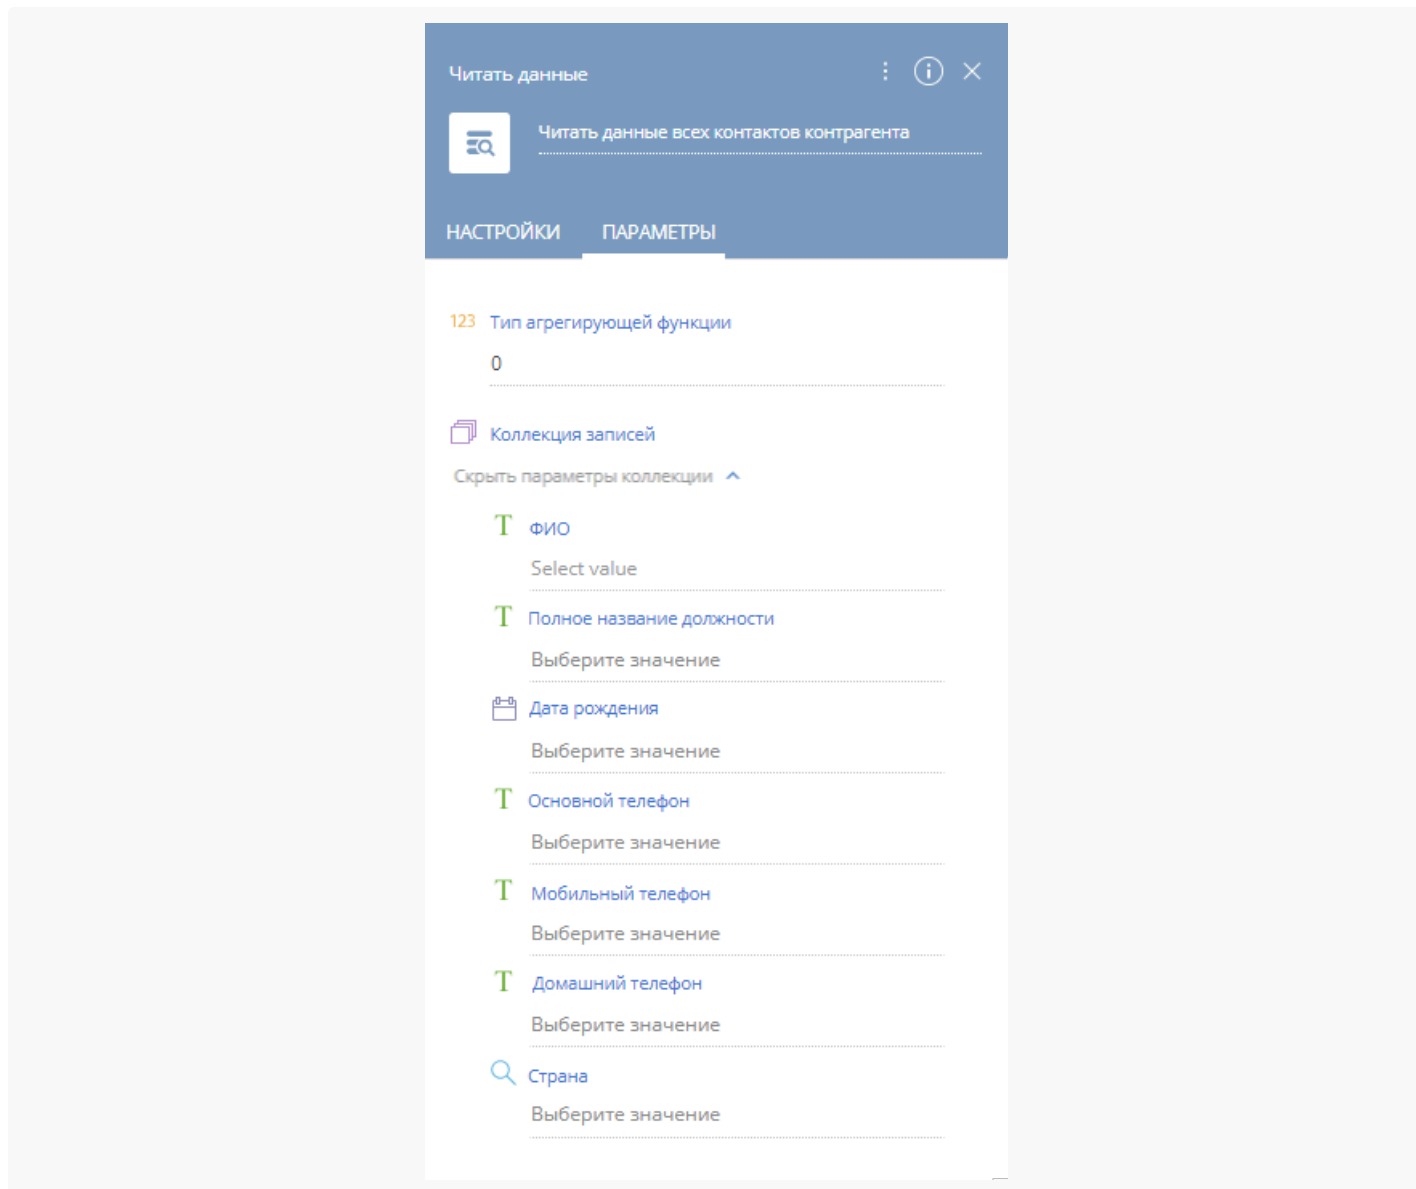 Читать данные
Читать данные всех контактов контрагента
НАСТРОЙКИ ПАРАМЕТРЫ
123 Тип агрегирующей функции
0
Коллекция записей
Скрыть параметры коллекции
T ФИО
Select value
T Полное название должности
Выберите значение
Дата рождения
Выберите значение
T Основной телефон
Выберите значение
T Мобильный телефон
Выберите значение
T Домашний телефон
Выберите значение
Страна
Выберите значение